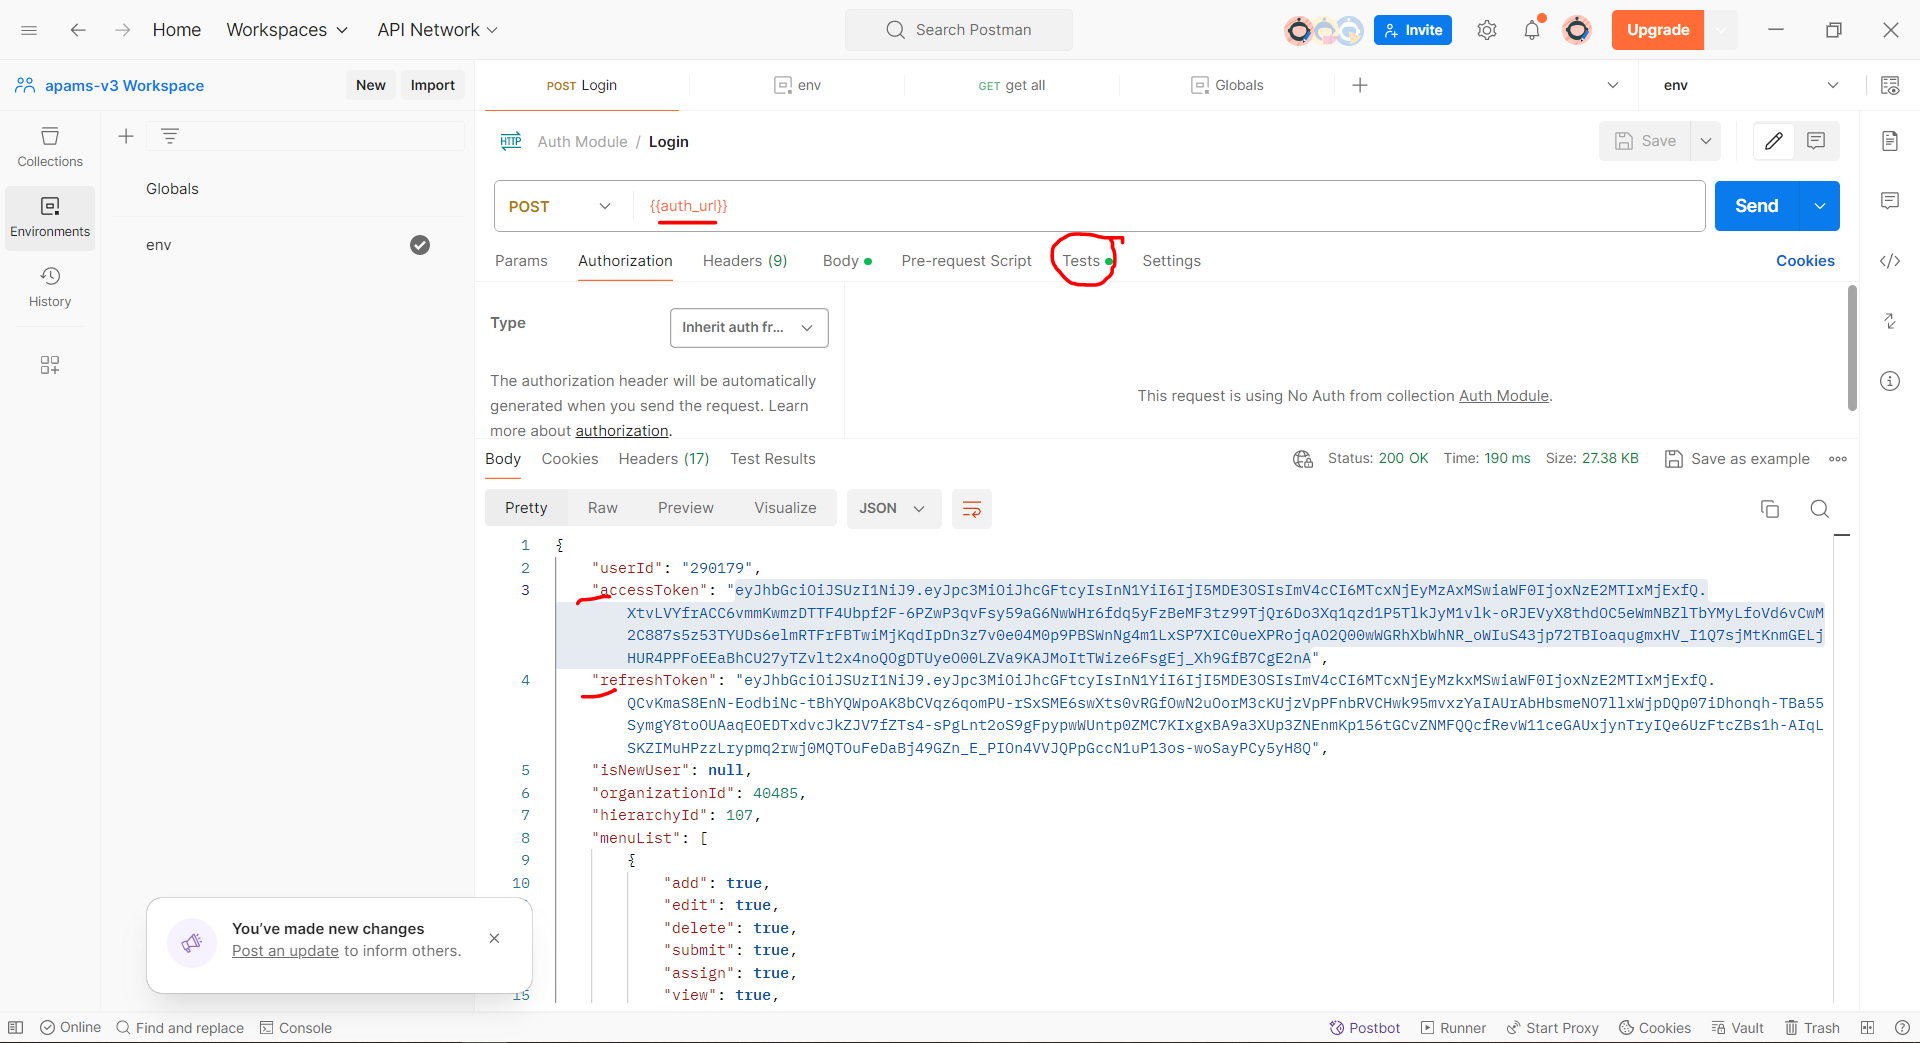 Home Workspaces API Network Search Postman Invite Upgrade
apams-v3 Workspace New Import POST Login env GET get all Globals env
Collections
Environments
History
Globals
env
HTTP Auth Module / Login Save
POST {{auth_url}} Send
Params Authorization Headers (9) Body Pre-request Script Tests Settings Cookies
Type Inherit auth fr...
The authorization header will be automatically
generated when you send the request. Learn
more about authorization.
This request is using No Auth from collection Auth Module.
Body Cookies Headers (17) Test Results Status: 200 OK Time: 190 ms Size: 27.38 KB Save as example
Pretty Raw Preview Visualize JSON
1 {
2 "userId": "290179",
3 "accessToken": "eyJhbGciOiJSUzI1NiJ9.eyJpc3MiOiJhcGFtcyIsInN1YiI6IjI5MDE3OSIsImV4cCI6MTcxNjEyMzAxMSwiaWF0IjoxNzE2MTIxMjExfQ.
XtvLVYfrACC6vmmKwmzDTTF4Ubpf2F-6PZwP3qvFsy59aG6NwWHr6fdq5yFzBeMF3tz99TjQr6Do3Xq1qzd1P5TlkJyM1vlk-oRJEVyX8thdOC5eWmNBZlTbYMyLfoVd6vCwM
2C887s5z53TYUDs6elmRTFrFBTwiMjKqdIpDn3z7v0e04M0p9PBSWnNg4m1LxSP7XIC0ueXPRojqAO2Q00wWGRhXbWhNR_oWIuS43jp72TBIoaqugmxHV_I1Q7sjMtKnmGELj
HUR4PPFoEEaBhCU27yTZvlt2x4noQOgDTUyeO00LZVa9KAJMoItTWize6FsgEj_Xh9GfB7CgE2nA",
4 "refreshToken": "eyJhbGciOiJSUzI1NiJ9.eyJpc3MiOiJhcGFtcyIsInN1YiI6IjI5MDE3OSIsImV4cCI6MTcxNjEyMzkxMSwiaWF0IjoxNzE2MTIxMjExfQ.
QCvKmaS8EnN-EodbiNc-tBhYQWpoAK8bCVqz6qomPU-rSxSME6swXts0vRGfOwN2uOorM3cKUjzVpPFnbRVCHwk95mvxzYaIAUrAbHbsmeNO7llxWjpDQp07iDhonqh-TBa55
SymgY8toOUAaqEOEDTxdvcJkZJV7fZTs4-sPgLnt2oS9gFpypwWUntp0ZMC7KIxgxBA9a3XUp3ZNEnmKp156tGCvZNMFQQcfRevW11ceGAUxjynTryIQe6UzFtcZBs1h-AIqL
SKZIMuHPzzLrypmq2rwj0MQTOuFeDaBj49GZn_E_PIOn4VVJQPpGccN1uP13os-woSayPCy5yH8Q",
5 "isNewUser": null,
6 "organizationId": 40485,
7 "hierarchyId": 107,
8 "menuList": [
9 {
10 "add": true,
"edit": true,
"delete": true,
"submit": true,
"assign": true,
15 "view": true,
You've made new changes
Post an update to inform others.
Online Find and replace Console Postbot Runner Start Proxy Cookies Vault Trash